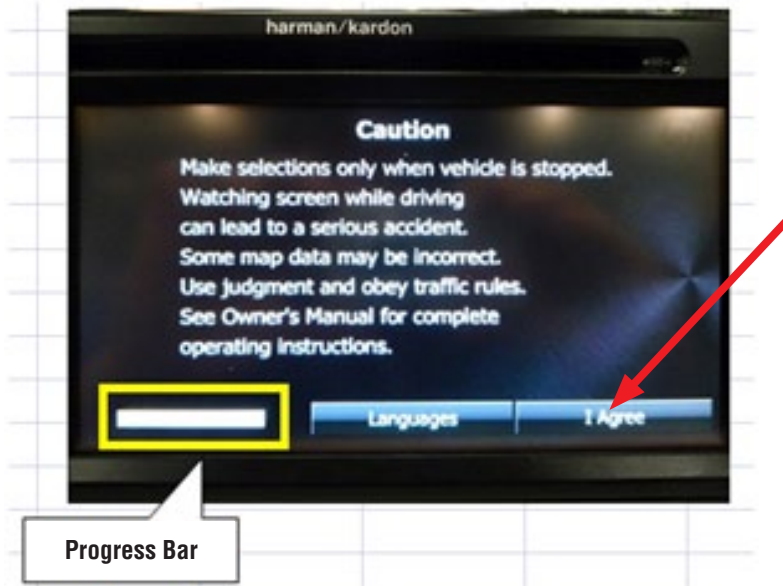 harman/kardon
Caution
Make selections only when vehicle is stopped.
Watching screen while driving
can lead to a serious accident.
Some map data may be incorrect.
Use judgment and obey traffic rules.
See Owner's Manual for complete
operating instructions.
Languages
I Agree
Progress Bar